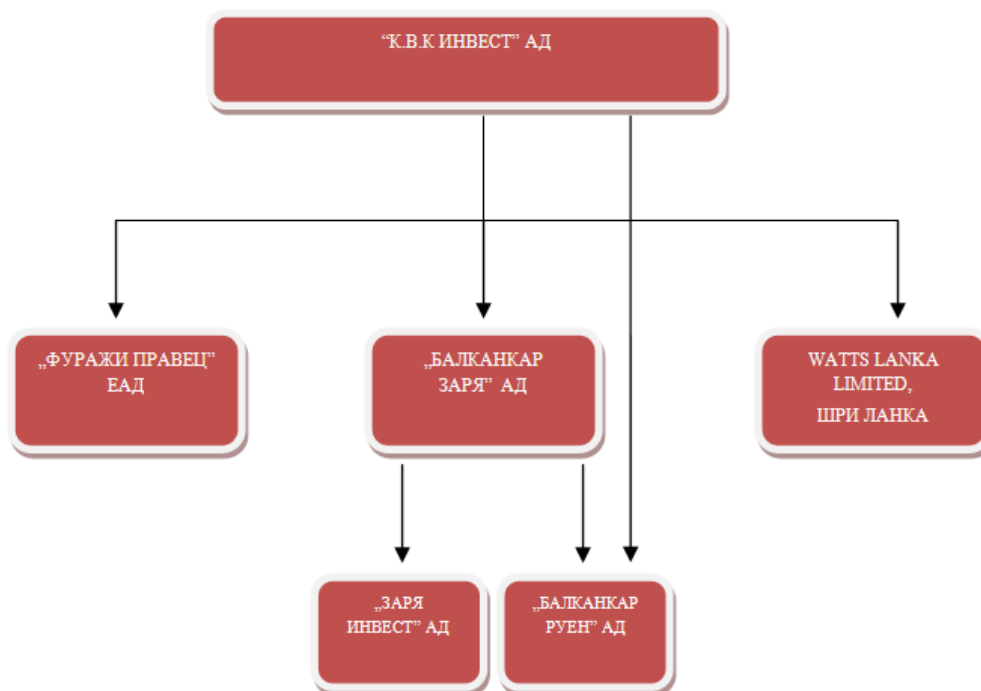 “К.В.К ИНВЕСТ” АД
„ФУРАЖИ ПРАВЕЦ”
ЕАД
„БАЛКАНКАР
ЗАРЯ” АД
WATTS LANKA
LIMITED,
ШРИ ЛАНКА
„ЗАРЯ
ИНВЕСТ” АД
„БАЛКАНКАР
РУЕН” АД